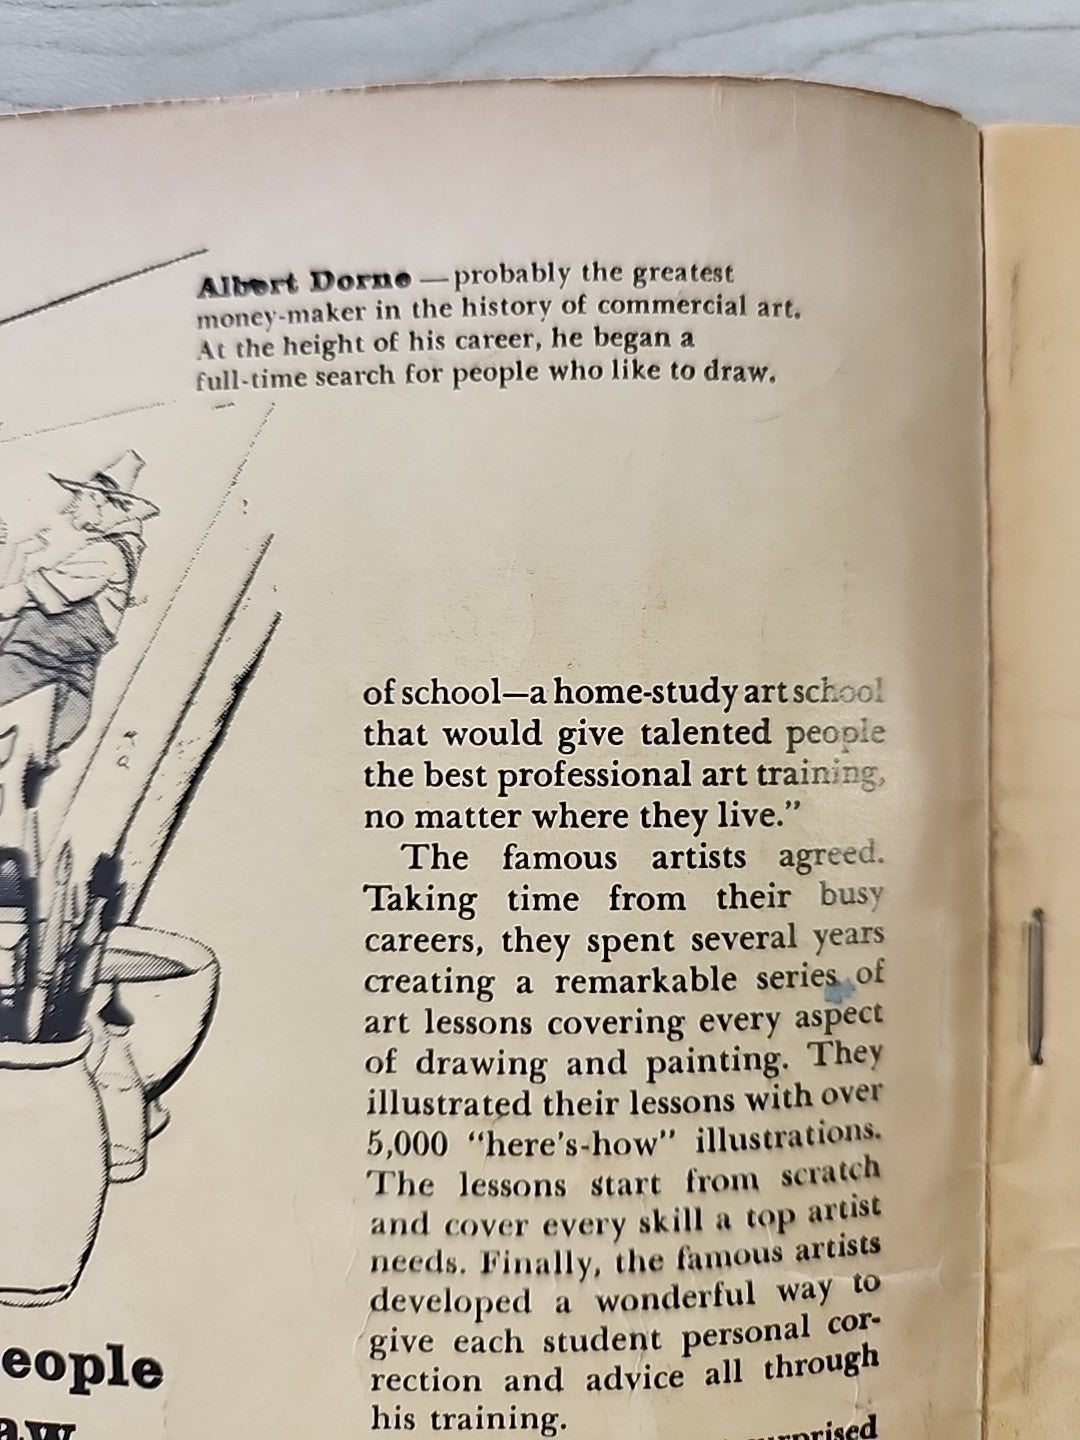 Albert Dorne — probably the greatest
money-maker in the history of commercial art.
At the height of his career, he began a
full-time search for people who like to draw.
of school—a home-study art school
that would give talented people
the best professional art training,
no matter where they live.”
The famous artists agreed.
Taking time from their busy
careers, they spent several years
creating a remarkable series of
art lessons covering every aspect
of drawing and painting. They
illustrated their lessons with over
5,000 “here's-how” illustrations.
The lessons start from scratch
and cover every skill a top artist
needs. Finally, the famous artists
developed a wonderful way to
give each student personal cor-
rection and advice all through
his training.